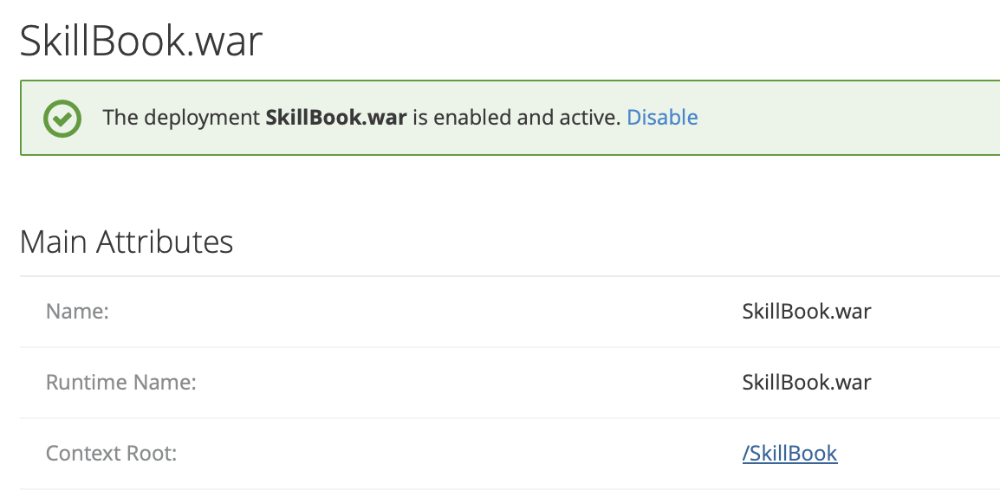 SkillBook.war
The deployment SkillBook.war is enabled and active. Disable
Main Attributes
Name: SkillBook.war
Runtime Name: SkillBook.war
Context Root: /SkillBook